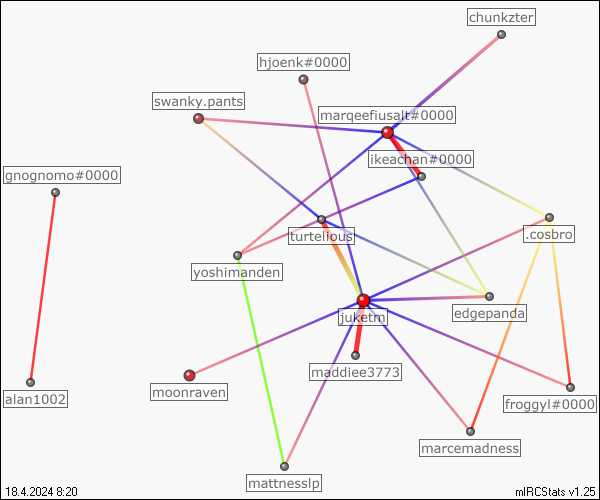 chunkzter
hjoenk#0000
swanky.pants
marqeefiusalt#0000
ikeachan#0000
gnognomo#0000
turtelious
.cosbro
yoshimanden
juketm
edgepanda
maddiee3773
moonraven
alan1002
froggyl#0000
marcemadness
mattnesslp
18.4.2024 8:20
mIRCStats v1.25